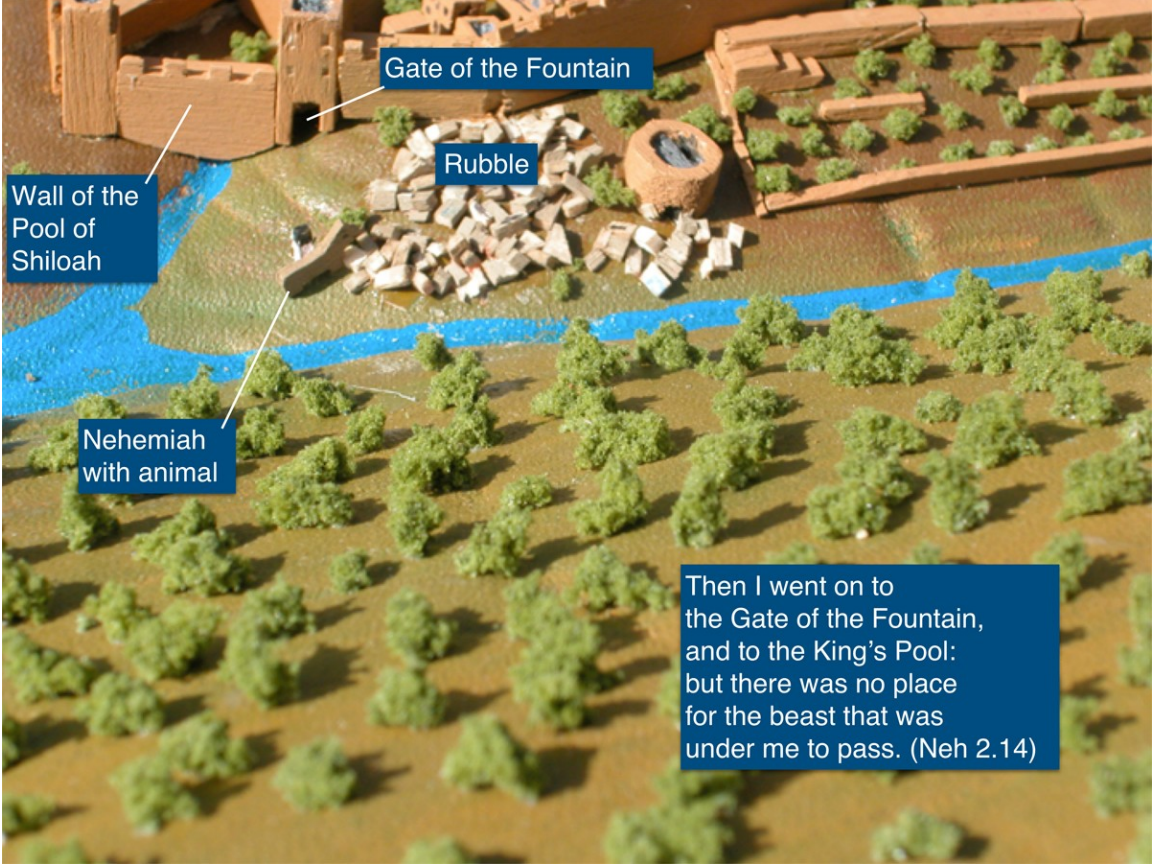 Gate of the Fountain
Rubble
Wall of the
Pool of
Shiloah
Nehemiah
with animal
Then I went on to
the Gate of the Fountain,
and to the King’s Pool:
but there was no place
for the beast that was
under me to pass. (Neh 2.14)